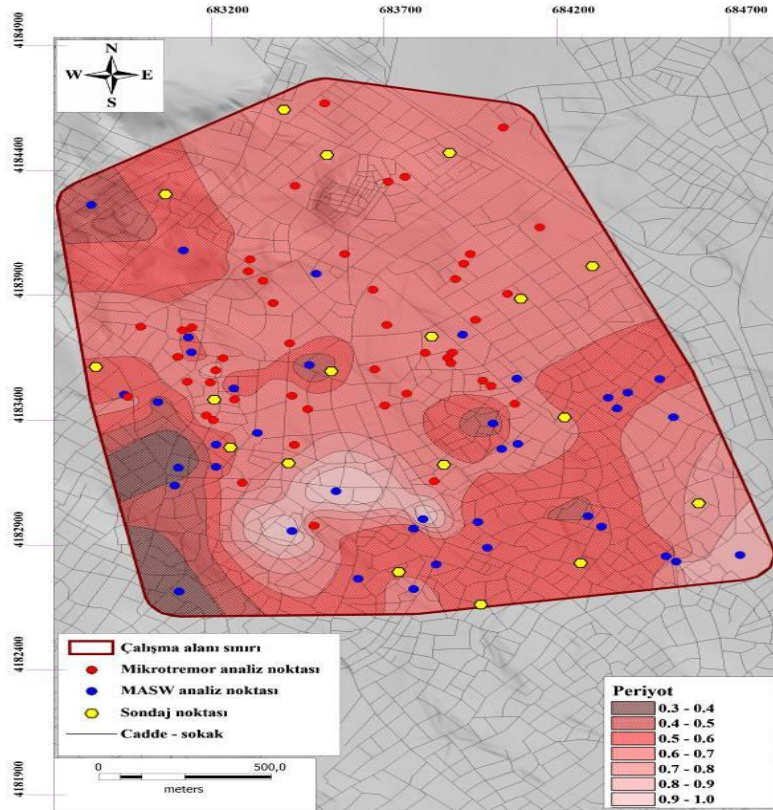 683200 683700 684200 684700
4184900
4184400
4183900
4183400
4182900
4182400
4181900
N
W E
S
Çalışma alanı sınırı
Mikrotremor analiz noktası
MASW analiz noktası
Sondaj noktası
Cadde - sokak
0 500,0
meters
Periyot
0.3 - 0.4
0.4 - 0.5
0.5 - 0.6
0.6 - 0.7
0.7 - 0.8
0.8 - 0.9
0.9 - 1.0